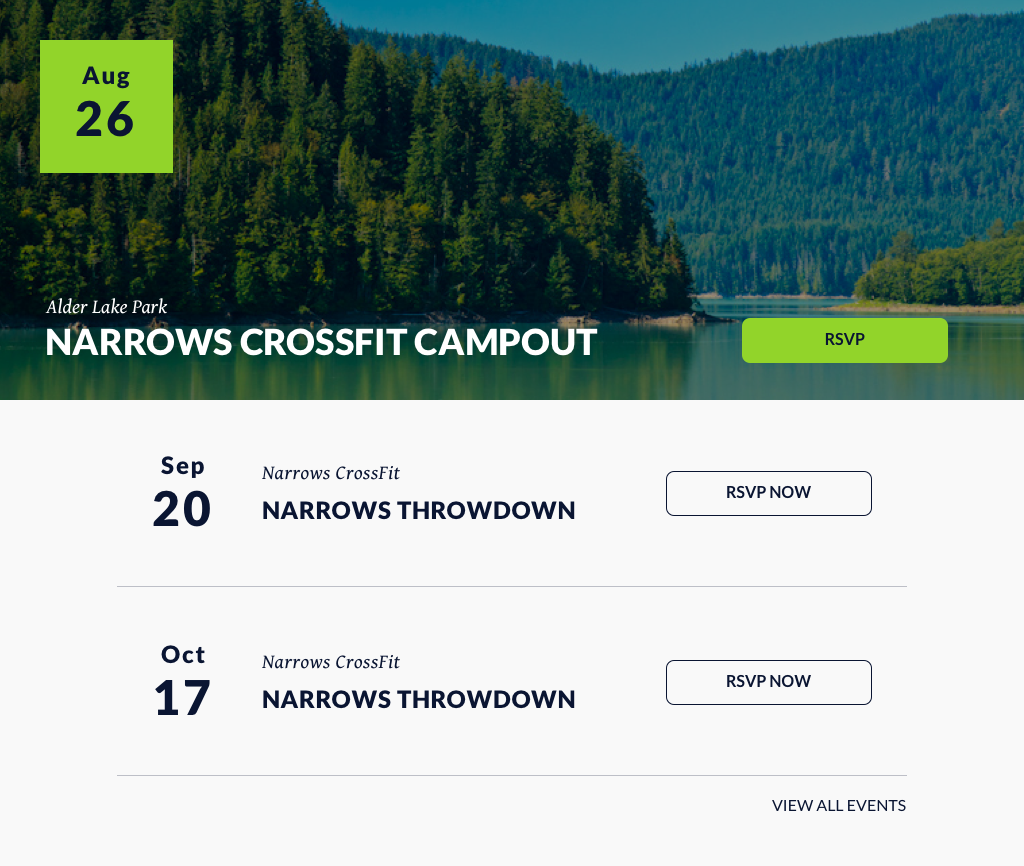 Aug
26
Alder Lake Park
NARROWS CROSSFIT CAMPOUT
RSVP
Sep
20
Narrows CrossFit
NARROWS THROWDOWN
RSVP NOW
Oct
17
Narrows CrossFit
NARROWS THROWDOWN
RSVP NOW
VIEW ALL EVENTS